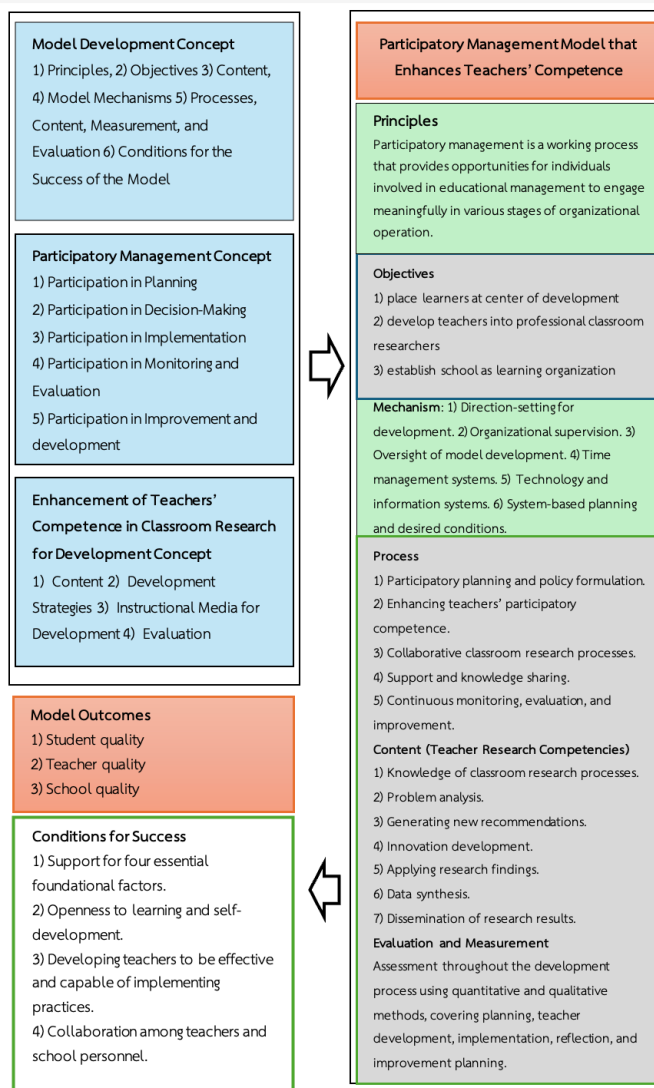 Model Development Concept
1) Principles, 2) Objectives 3) Content,
4) Model Mechanisms 5) Processes,
Content, Measurement, and
Evaluation 6) Conditions for the
Success of the Model
Participatory Management Concept
1) Participation in Planning
2) Participation in Decision-Making
3) Participation in Implementation
4) Participation in Monitoring and
Evaluation
5) Participation in Improvement and
development
Enhancement of Teachers'
Competence in Classroom Research
for Development Concept
1) Content 2) Development
Strategies 3) Instructional Media for
Development 4) Evaluation
Participatory Management Model that
Enhances Teachers' Competence
Principles
Participatory management is a working process
that provides opportunities for individuals
involved in educational management to engage
meaningfully in various stages of organizational
operation.
Objectives
1) place learners at center of development
2) develop teachers into professional classroom
researchers
3) establish school as learning organization
Mechanism: 1) Direction-setting for
development. 2) Organizational supervision. 3)
Oversight of model development. 4) Time
management systems. 5) Technology and
information systems. 6) System-based planning
and desired conditions.
Process
1) Participatory planning and policy formulation.
2) Enhancing teachers' participatory
competence.
3) Collaborative classroom research processes.
4) Support and knowledge sharing.
5) Continuous monitoring, evaluation, and
improvement.
Content (Teacher Research Competencies)
1) Knowledge of classroom research processes.
2) Problem analysis.
3) Generating new recommendations.
4) Innovation development.
5) Applying research findings.
6) Data synthesis.
7) Dissemination of research results.
Evaluation and Measurement
Assessment throughout the development
process using quantitative and qualitative
methods, covering planning, teacher
development, implementation, reflection, and
improvement planning.
Model Outcomes
1) Student quality
2) Teacher quality
3) School quality
Conditions for Success
1) Support for four essential
foundational factors.
2) Openness to learning and self-
development.
3) Developing teachers to be effective
and capable of implementing
practices.
4) Collaboration among teachers and
school personnel.